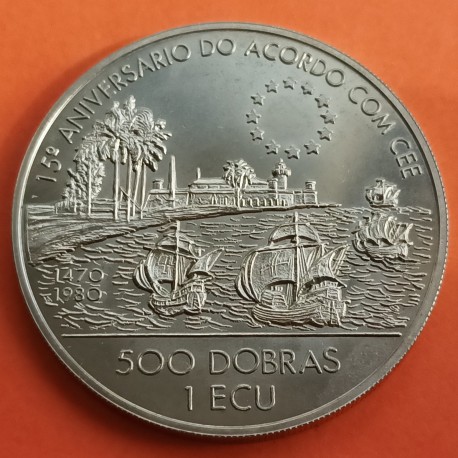 15º ANIVERSARIO DO ACORDO COM CEE
1470
1980
500 DOBRAS
1 ECU